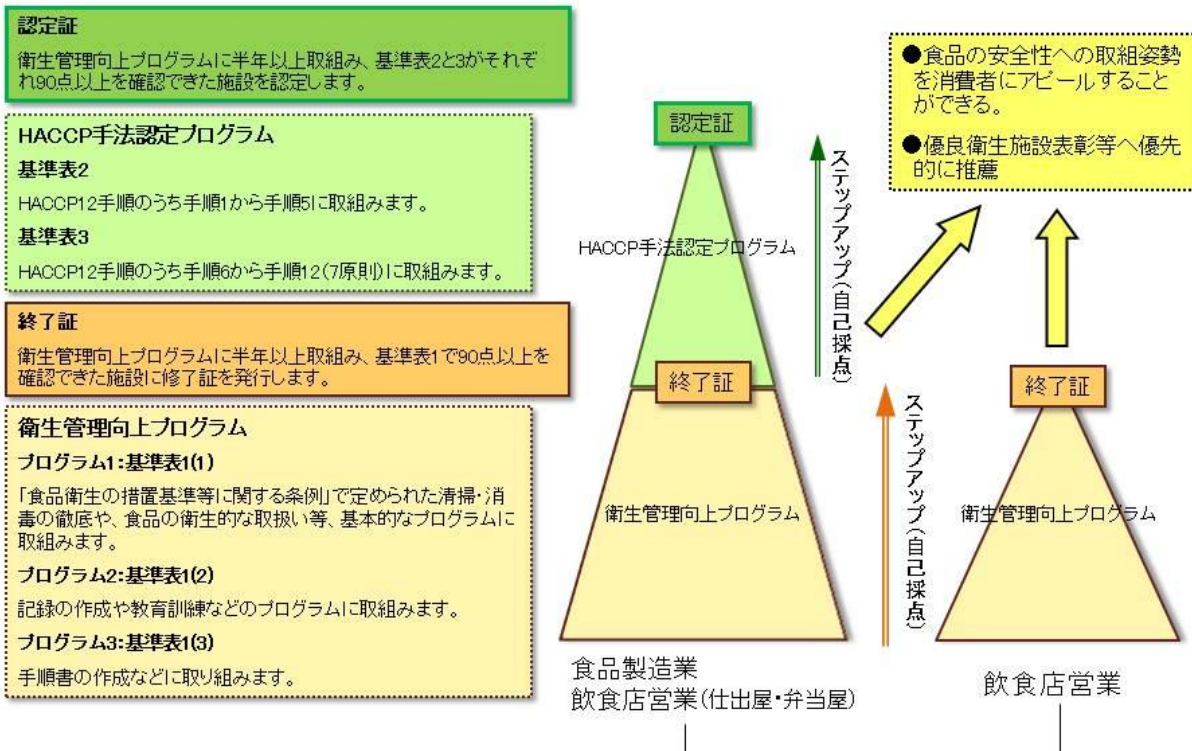 認定証
衛生管理向上プログラムに半年以上取組み、基準表2と3がそれぞ
れ90点以上を確認できた施設を認定します。
HACCP手法認定プログラム
基準表2
HACCP12手順のうち手順1から手順5に取組みます。
基準表3
HACCP12手順のうち手順6から手順12(7原則)に取組みます。
終了証
衛生管理向上プログラムに半年以上取組み、基準表1で90点以上を
確認できた施設に修了証を発行します。
衛生管理向上プログラム
プログラム1:基準表1(1)
「食品衛生の措置基準等に関する条例」で定められた清掃・消
毒の徹底や、食品の衛生的な取扱い等、基本的なプログラムに
取組みます。
プログラム2:基準表1(2)
記録の作成や教育訓練などのプログラムに取組みます。
プログラム3:基準表1(3)
手順書の作成などに取り組みます。
認定証
HACCP手法認定プログラム
終了証
衛生管理向上プログラム
食品製造業
飲食店営業(仕出屋・弁当屋)
ステップアップ(自己採点)
ステップアップ(自己採点)
●食品の安全性への取組姿勢
を消費者にアピールすること
ができる。
●優良衛生施設表彰等へ優先
的に推薦
終了証
衛生管理向上プログラム
飲食店営業